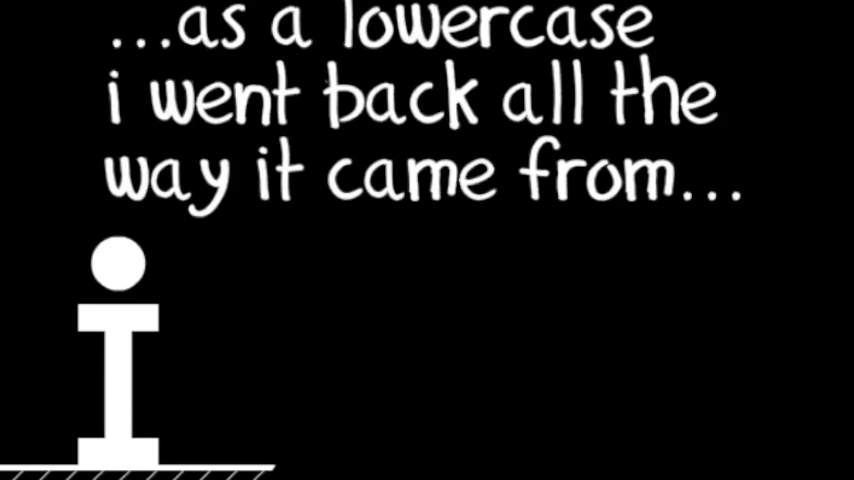 ...as a lowercase
i went back all the
way it came from...
i